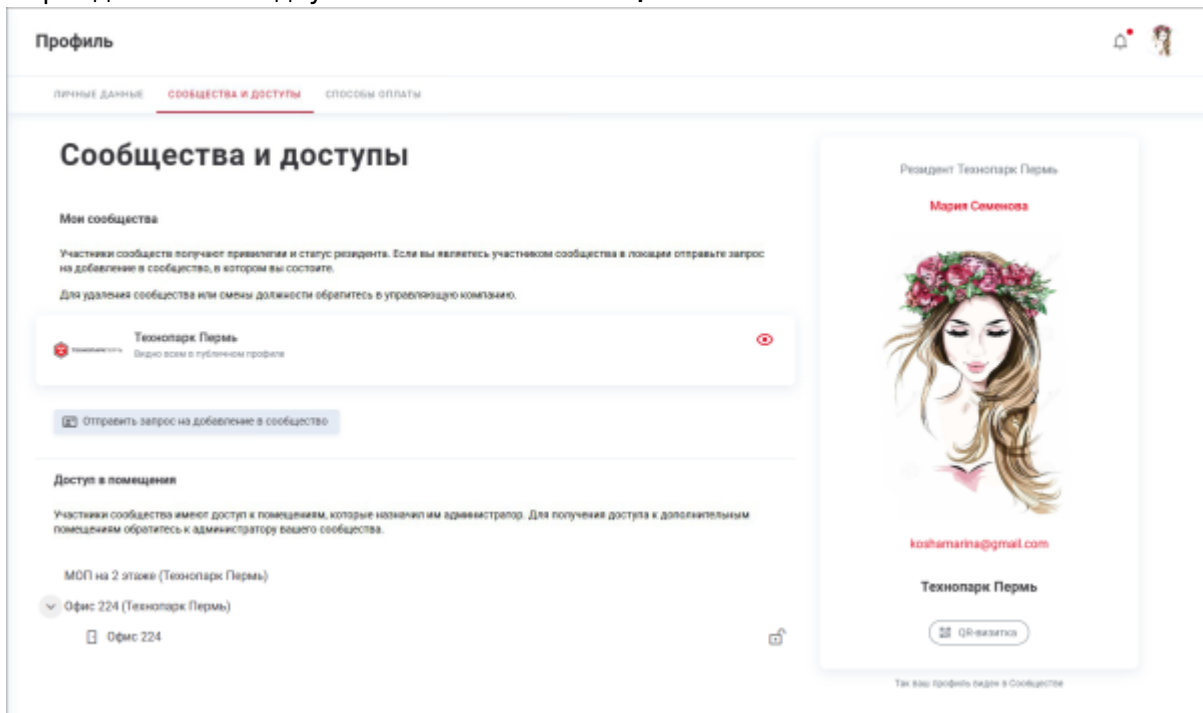 Профиль
ЛИЧНЫЕ ДАННЫЕ СООБЩЕСТВА И ДОСТУПЫ СПОСОБЫ ОПЛАТЫ
Сообщества и доступы
Мои сообщества
Участники сообществ получают привилегии и статус резидента. Если вы являетесь участником сообщества в локации отправьте запрос
на добавление в сообщество, в котором вы состоите.
Для удаления сообщества или смены должности обратитесь в управляющую компанию.
Технопарк Пермь
Видно всем в публичном профиле
Отправить запрос на добавление в сообщество
Доступ в помещения
Участники сообщества имеют доступ к помещениям, которые назначил им администратор. Для получения доступа к дополнительным
помещениям обратитесь к администратору вашего сообщества.
МОП на 2 этаже (Технопарк Пермь)
Офис 224 (Технопарк Пермь)
Офис 224
Резидент Технопарк Пермь
Мария Семенова
koshamarina@gmail.com
Технопарк Пермь
QR-визитка
Так ваш профиль виден в Сообществе